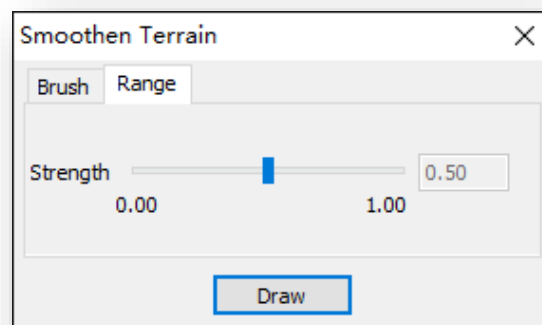 Smoothen Terrain
Brush Range
Strength 0.50
0.00 1.00
Draw